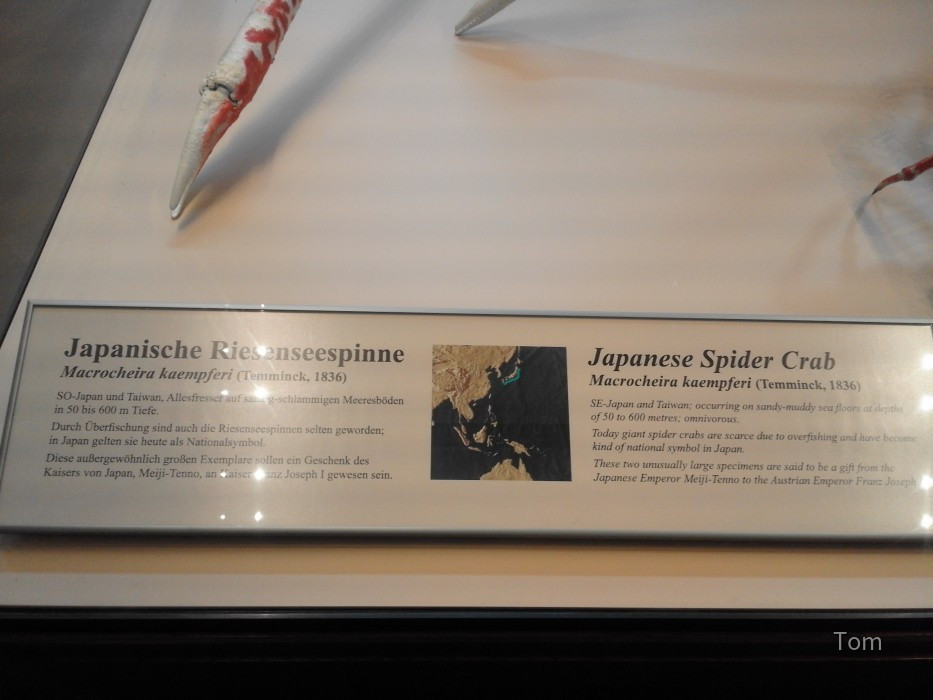 Japanische Riesenseespinne
Macrocheira kaempferi (Temminck, 1836)
SO-Japan und Taiwan, Allesfresser auf sandig-schlammigen Meeresböden
in 50 bis 600 m Tiefe.
Durch Überfischung sind auch die Riesenseespinnen selten geworden;
in Japan gelten sie heute als Nationalsymbol.
Diese außergewöhnlich großen Exemplare sollen ein Geschenk des
Kaisers von Japan, Meiji-Tenno, an Kaiser Franz Joseph I gewesen sein.
Japanese Spider Crab
Macrocheira kaempferi (Temminck, 1836)
SE-Japan and Taiwan; occurring on sandy-muddy sea floors at depths
of 50 to 600 metres; omnivorous.
Today giant spider crabs are scarce due to overfishing and have become
kind of national symbol in Japan.
These two unusually large specimens are said to be a gift from the
Japanese Emperor Meiji-Tenno to the Austrian Emperor Franz Joseph
Tom